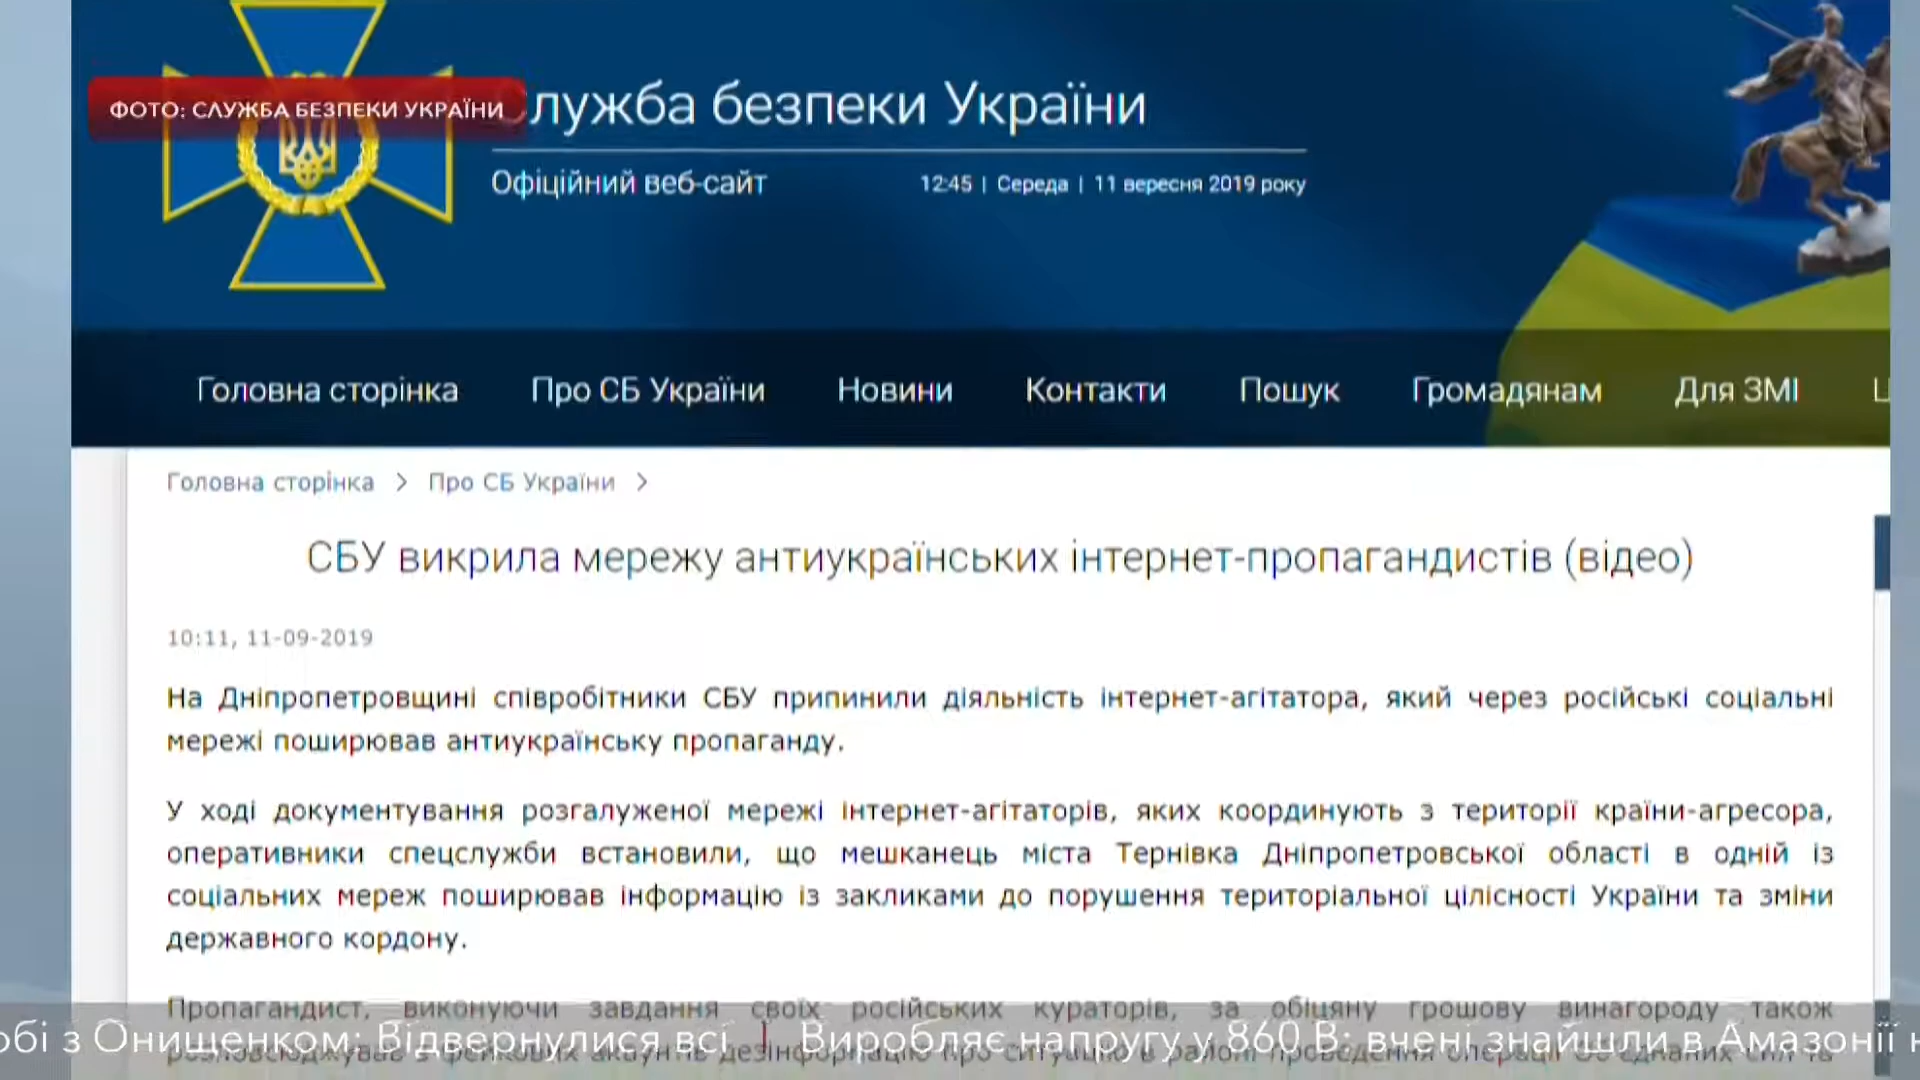 ФОТО: СЛУЖБА БЕЗПЕКИ УКРАЇНИ
Служба безпеки України
Офіційний веб-сайт
12:45 | Середа | 11 вересня 2019 року
Головна сторінка Про СБ України Новини Контакти Пошук Громадянам Для ЗМІ
Головна сторінка > Про СБ України >
СБУ викрила мережу антиукраїнських інтернет-пропагандистів (відео)
10:11, 11-09-2019
На Дніпропетровщині співробітники СБУ припинили діяльність інтернет-агітатора, який через російські соціальні
мережі поширював антиукраїнську пропаганду.
У ході документування розгалуженої мережі інтернет-агітаторів, яких координують з території країни-агресора,
оперативники спецслужби встановили, що мешканець міста Тернівка Дніпропетровської області в одній із
соціальних мереж поширював інформацію із закликами до порушення територіальної цілісності України та зміни
державного кордону.
Пропагандист, виконуючи завдання своїх російських кураторів, за обіцяну грошову винагороду також
з Онищенком: Відвернулися всі | Виробляє напругу у 860 В: вчені знайшли в Амазонії